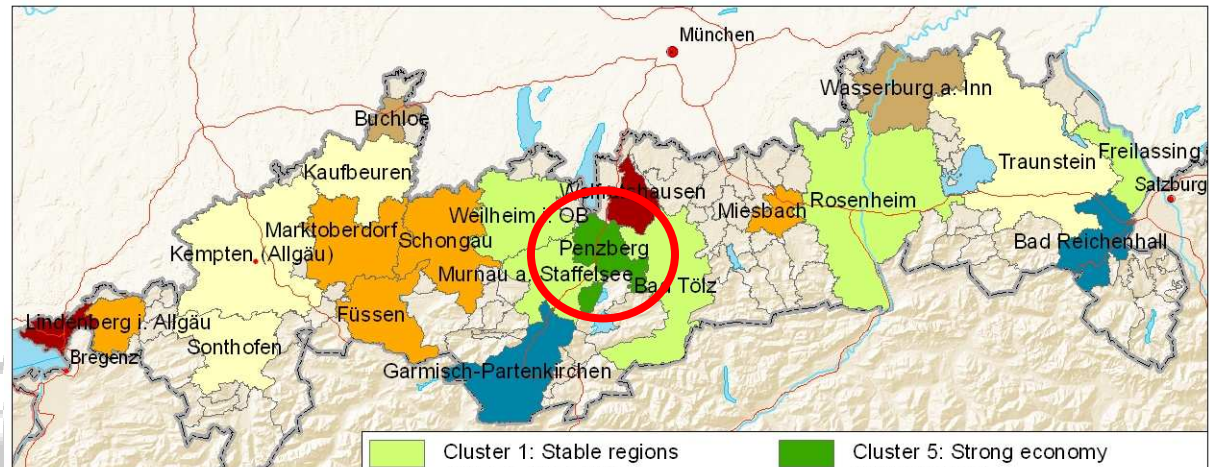 München
Wasserburg a. Inn
Buchloe
Kaufbeuren
Traunstein
Freilassing
Salzburg
Wolfratshausen
Weilheim i. OB
Miesbach
Rosenheim
Marktoberdorf
Schongau
Penzberg
Kempten (Allgäu)
Murnau a. Staffelsee
Bad Reichenhall
Bad Tölz
Füssen
Lindenberg i. Allgäu
Sonthofen
Bregenz
Garmisch-Partenkirchen
Cluster 1: Stable regions
Cluster 5: Strong economy